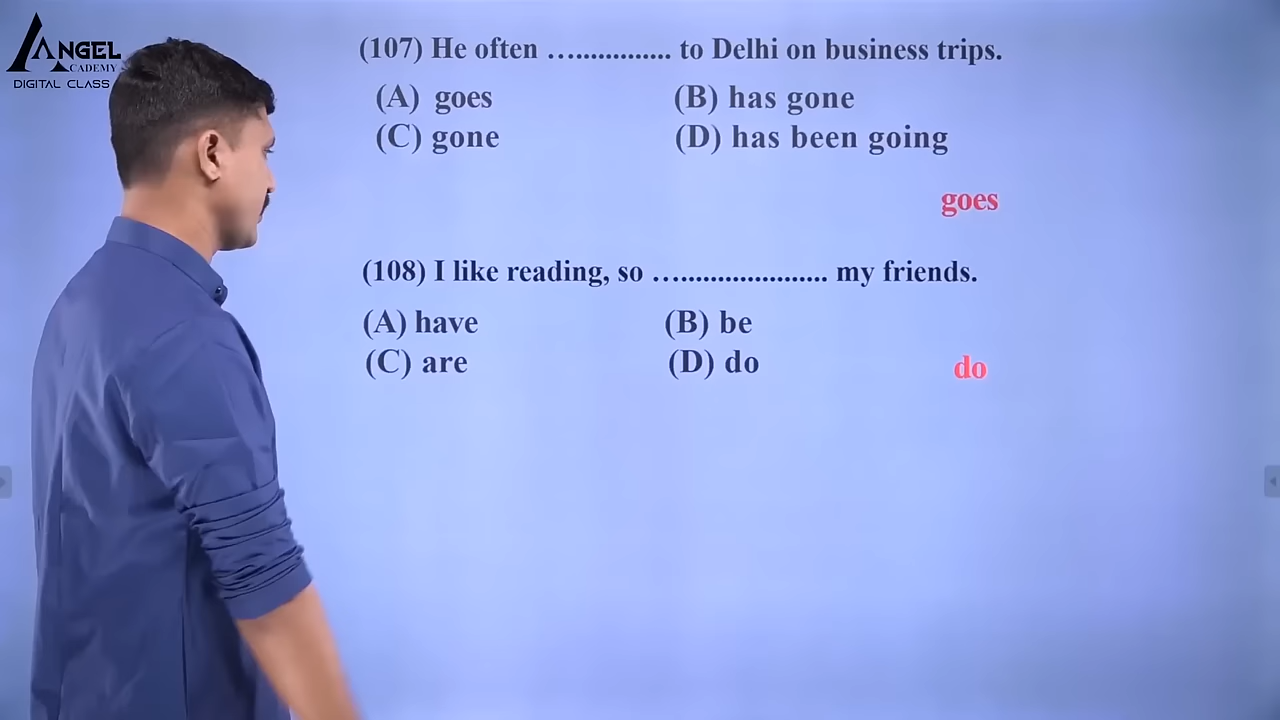 ANGEL
ACADEMY
DIGITAL CLASS
(107) He often ................ to Delhi on business trips.
(A) goes (B) has gone
(C) gone (D) has been going
goes
(108) I like reading, so ........................ my friends.
(A) have (B) be
(C) are (D) do
do